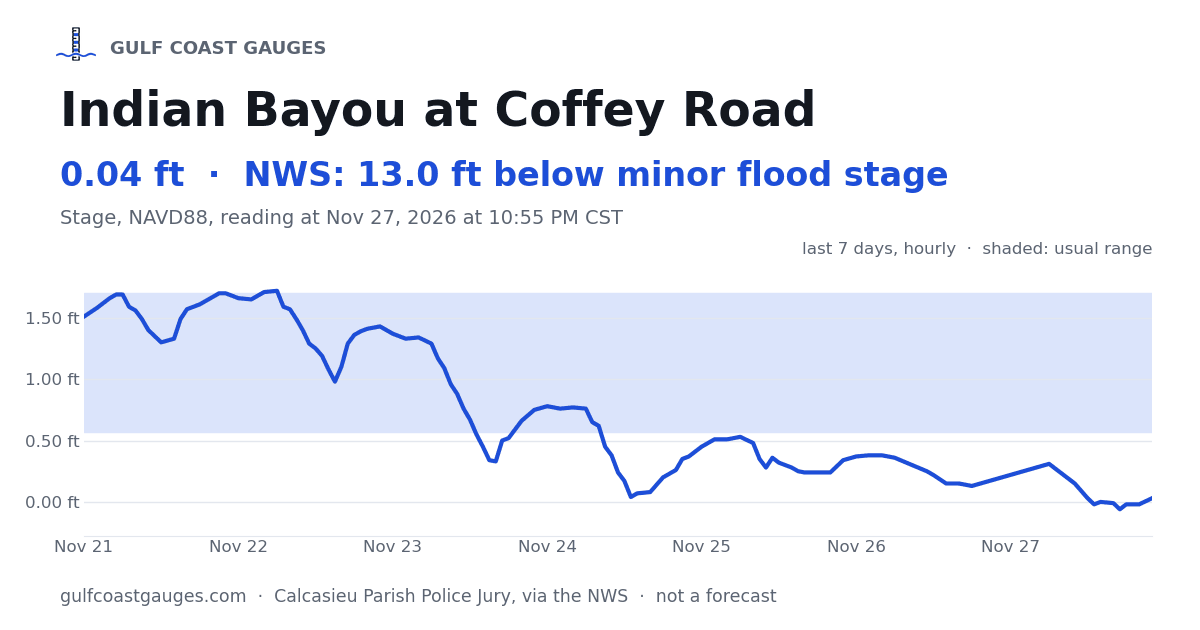 GULF COAST GAUGES
Indian Bayou at Coffey Road
0.04 ft · NWS: 13.0 ft below minor flood stage
Stage, NAVD88, reading at Nov 27, 2026 at 10:55 PM CST
last 7 days, hourly · shaded: usual range
1.50 ft
1.00 ft
0.50 ft
0.00 ft
Nov 21 Nov 22 Nov 23 Nov 24 Nov 25 Nov 26 Nov 27
gulfcoastgauges.com · Calcasieu Parish Police Jury, via the NWS · not a forecast